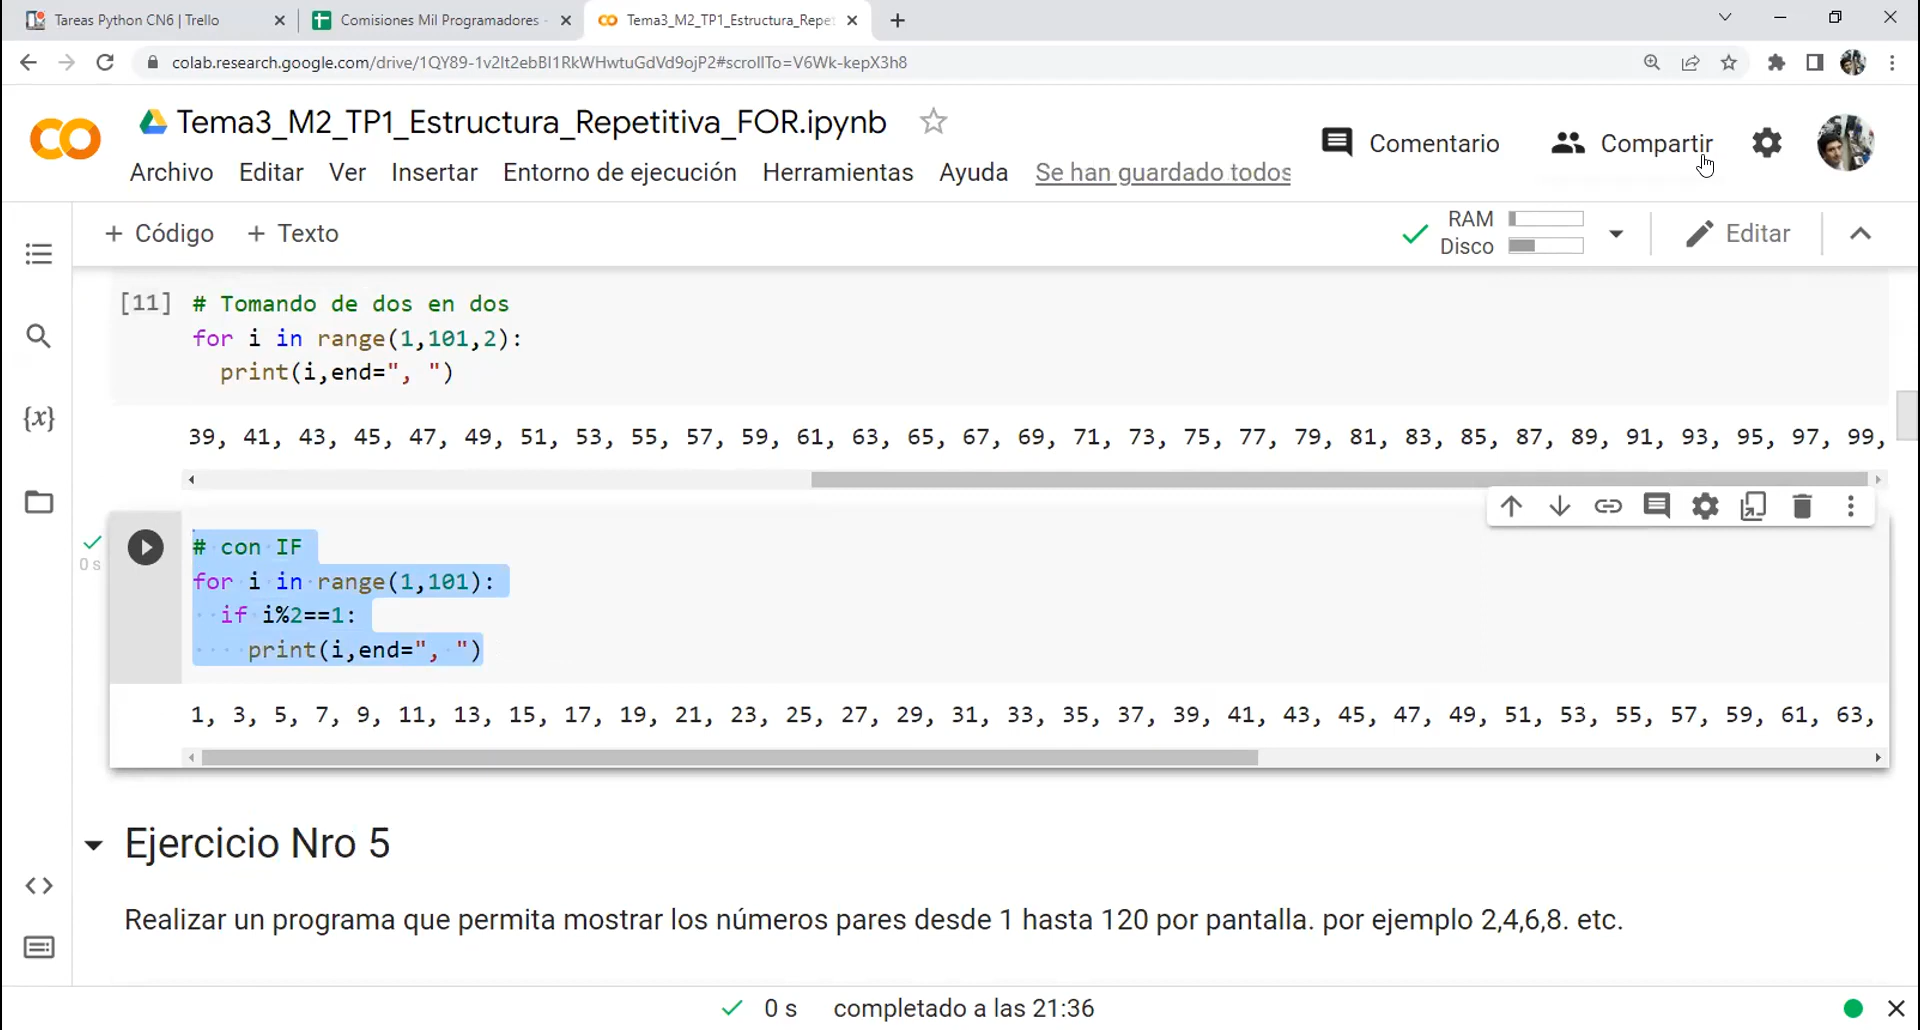 Tareas Python CN6 | Trello
Comisiones Mil Programadores -
Tema3_M2_TP1_Estructura_Repet
colab.research.google.com/drive/1QY89-1v2It2ebBI1RkWHwtuGdVd9ojP2#scrollTo=V6Wk-kepX3h8
Tema3_M2_TP1_Estructura_Repetitiva_FOR.ipynb
Comentario
Compartir
Archivo Editar Ver Insertar Entorno de ejecución Herramientas Ayuda Se han guardado todos
+ Código + Texto
RAM
Disco
Editar
[11] # Tomando de dos en dos
for i in range(1,101,2):
print(i,end=", ")
39, 41, 43, 45, 47, 49, 51, 53, 55, 57, 59, 61, 63, 65, 67, 69, 71, 73, 75, 77, 79, 81, 83, 85, 87, 89, 91, 93, 95, 97, 99,
{x}
0 s
# con IF
for i in range(1,101):
if i%2==1:
print(i,end=", ")
1, 3, 5, 7, 9, 11, 13, 15, 17, 19, 21, 23, 25, 27, 29, 31, 33, 35, 37, 39, 41, 43, 45, 47, 49, 51, 53, 55, 57, 59, 61, 63,
Ejercicio Nro 5
Realizar un programa que permita mostrar los números pares desde 1 hasta 120 por pantalla. por ejemplo 2,4,6,8. etc.
0 s completado a las 21:36